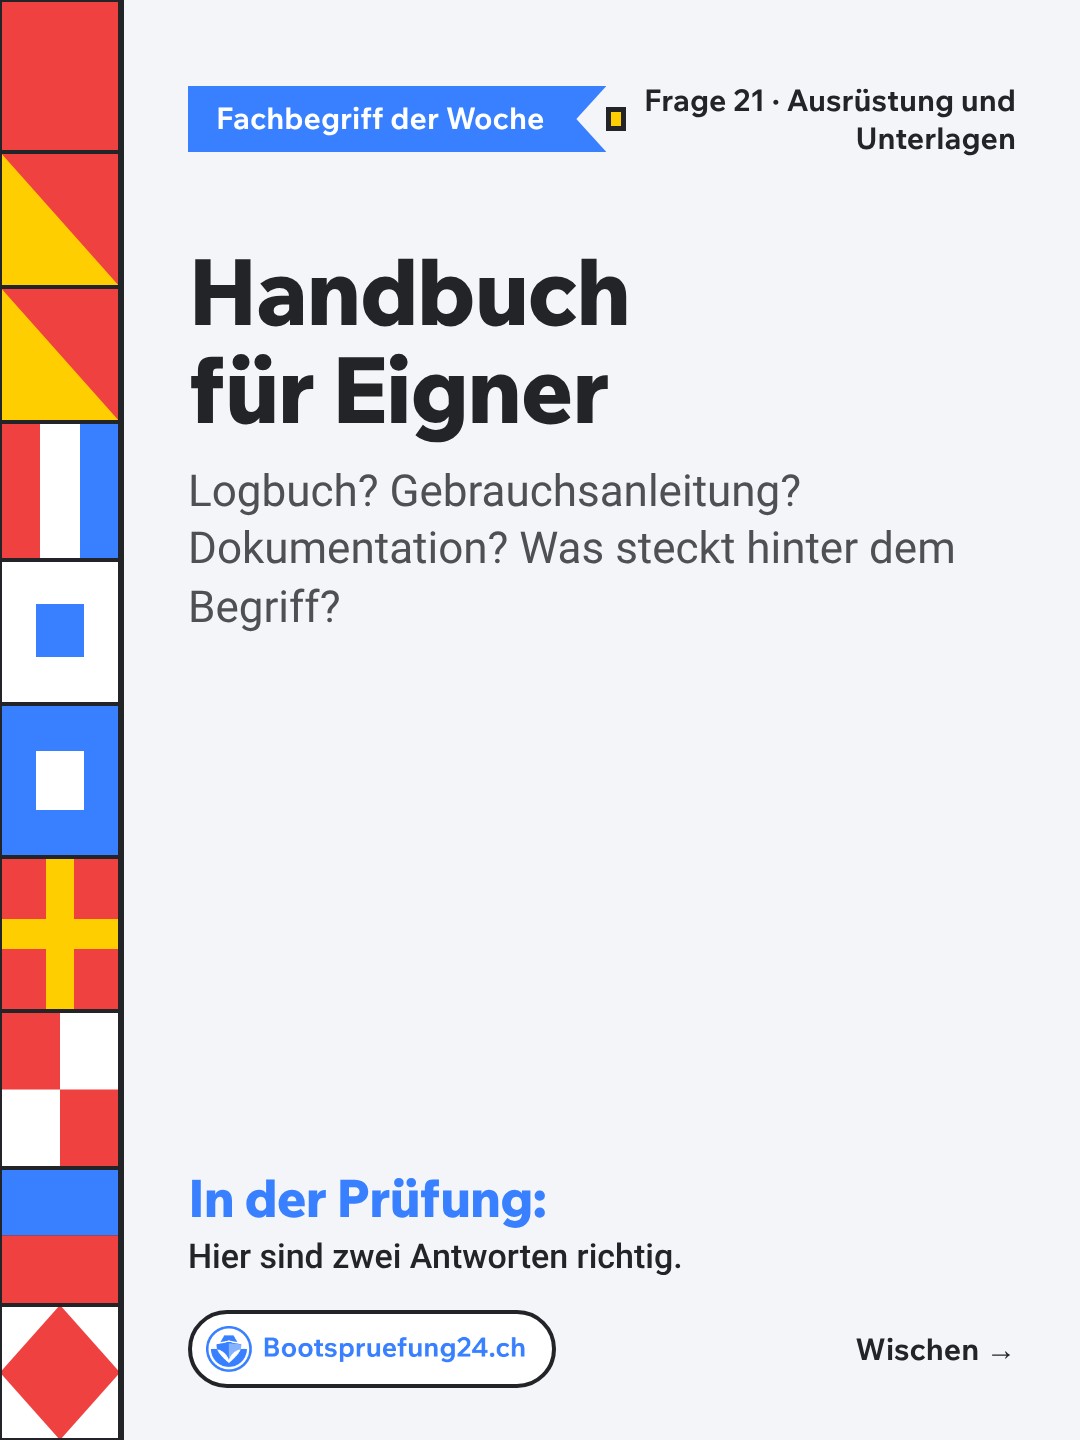 Fachbegriff der Woche
Frage 21 · Ausrüstung und
Unterlagen
Handbuch
für Eigner
Logbuch? Gebrauchsanleitung?
Dokumentation? Was steckt hinter dem
Begriff?
In der Prüfung:
Hier sind zwei Antworten richtig.
Bootspruefung24.ch
Wischen →